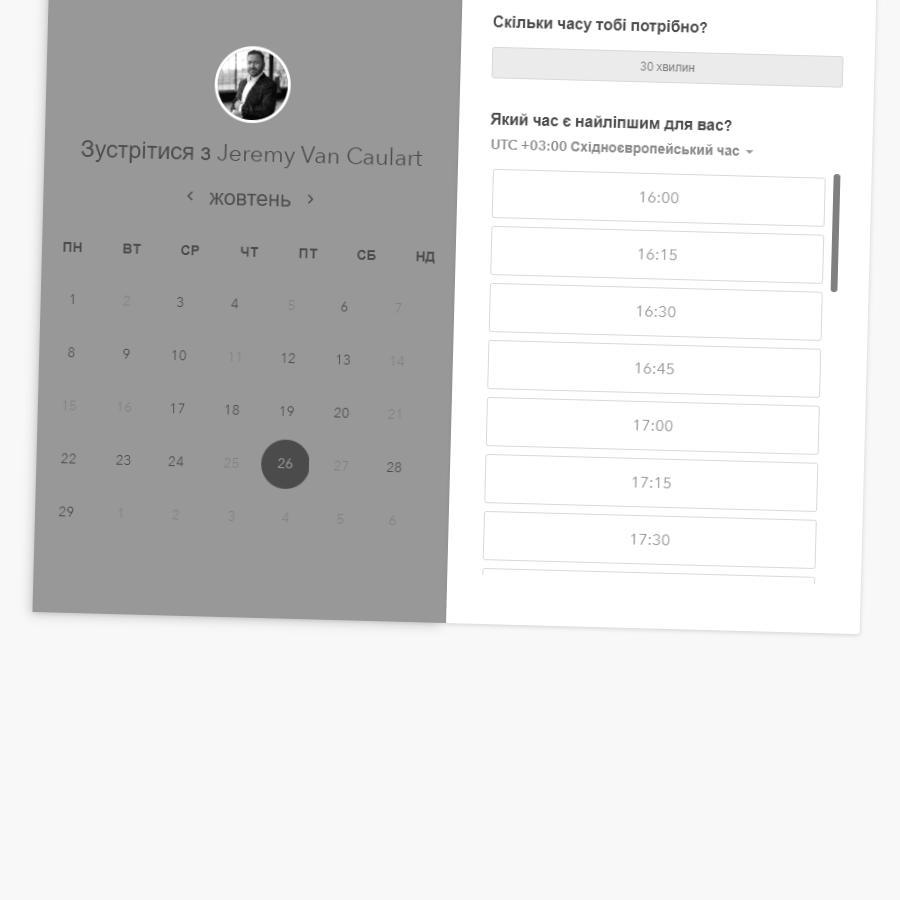 Зустрітися з Jeremy Van Caulart
жовтень
ПН ВТ СР ЧТ ПТ СБ НД
1 2 3 4 5 6 7
8 9 10 11 12 13 14
15 16 17 18 19 20 21
22 23 24 25 26 27 28
29 1 2 3 4 5 6
Скільки часу тобі потрібно?
30 хвилин
Який час є найліпшим для вас?
UTC +03:00 Східноєвропейський час
16:00
16:15
16:30
16:45
17:00
17:15
17:30